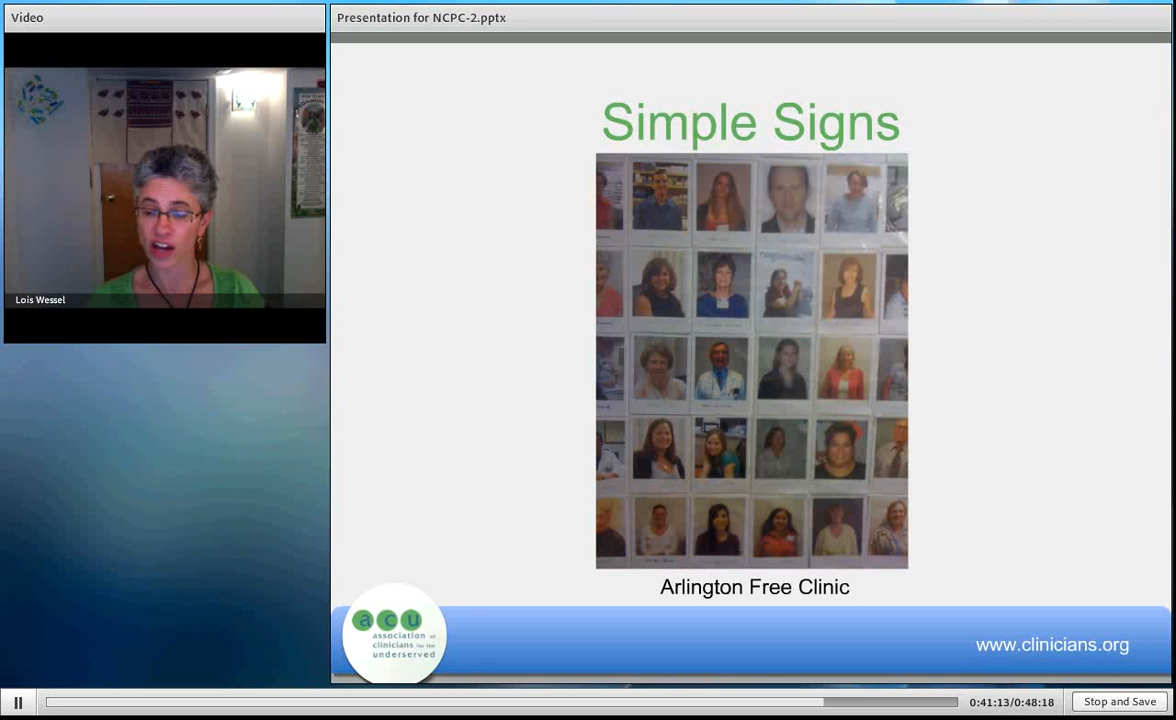 Video
Presentation for NCPC-2.pptx
Simple Signs
Lois Wessel
Arlington Free Clinic
acu
association of
clinicians for the
underserved
www.clinicians.org
0:41:13/0:48:18
Stop and Save